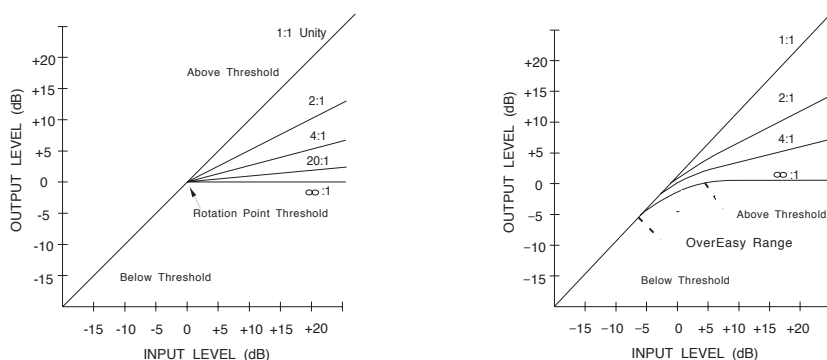 1:1 Unity
+20
Above Threshold
+15
2:1
+10
4:1
+5
20:1
0
∞:1
Rotation Point Threshold
-5
-10
Below Threshold
-15
OUTPUT LEVEL (dB)
-15 -10 -5 0 +5 +10 +15 +20
INPUT LEVEL (dB)
1:1
+20
+15
2:1
+10
4:1
+5
∞:1
0
Above Threshold
−5
OverEasy Range
−10
Below Threshold
-15
OUTPUT LEVEL (dB)
−15 −10 −5 0 +5 +10 +15 +20
INPUT LEVEL (dB)